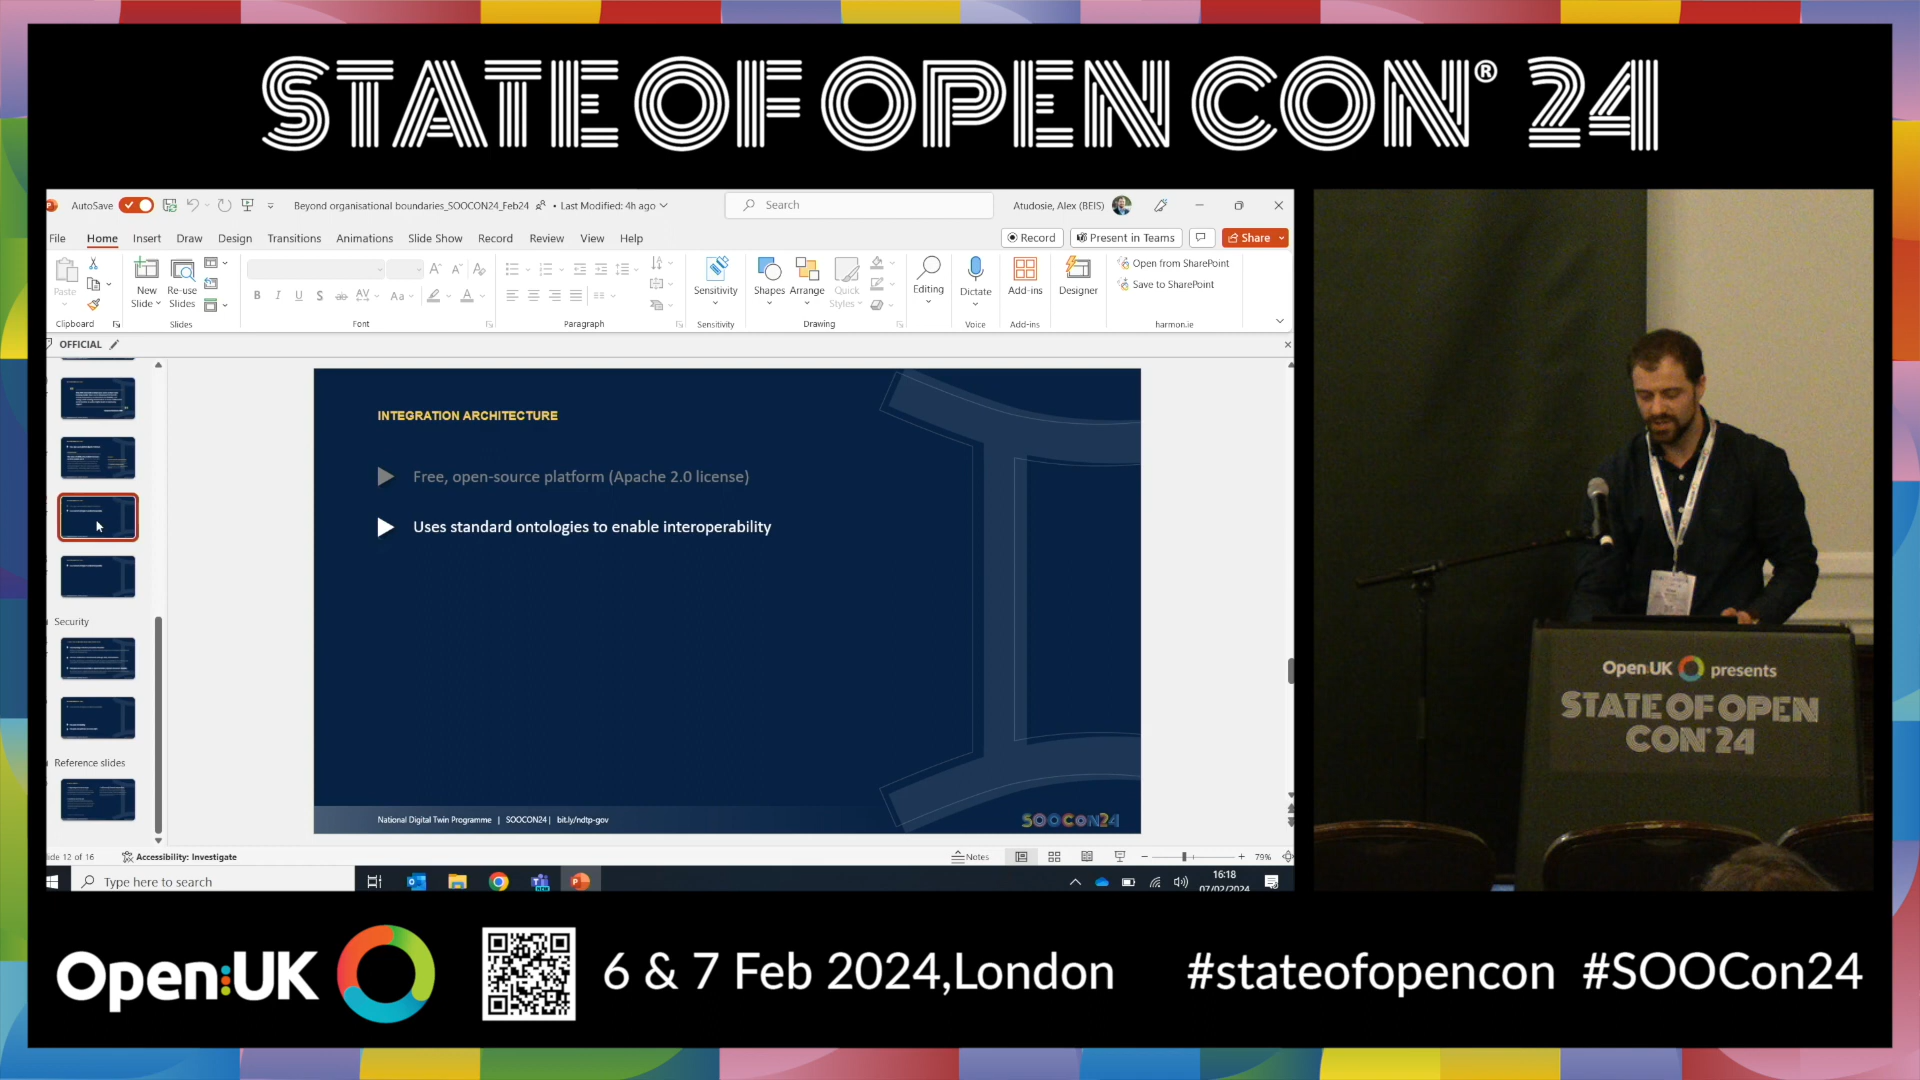 STATE OF OPEN CON® 24
AutoSave
Beyond organisational boundaries_SOOCON24_Feb24 • Last Modified: 4h ago
Search
Atudosie, Alex (BEIS)
File Home Insert Draw Design Transitions Animations Slide Show Record Review View Help
Record
Present in Teams
Share
Paste
New Slide
Re-use Slides
B I U S ab AV Aa A
Sensitivity
Shapes
Arrange
Quick Styles
Editing
Dictate
Add-ins
Designer
Open from SharePoint
Save to SharePoint
Clipboard
Slides
Font
Paragraph
Sensitivity
Drawing
Voice
Add-ins
harmon.ie
OFFICIAL
INTEGRATION ARCHITECTURE
Free, open-source platform (Apache 2.0 license)
Uses standard ontologies to enable interoperability
National Digital Twin Programme | SOOCON24 | bit.ly/ndtp-gov
SOOCON24
Security
Reference slides
lide 12 of 16
Accessibility: Investigate
Notes
79%
Type here to search
16:18
07/02/2024
Open:UK presents
STATE OF OPEN
CON® 24
Open:UK
6 & 7 Feb 2024,London
#stateofopencon #SOOCon24